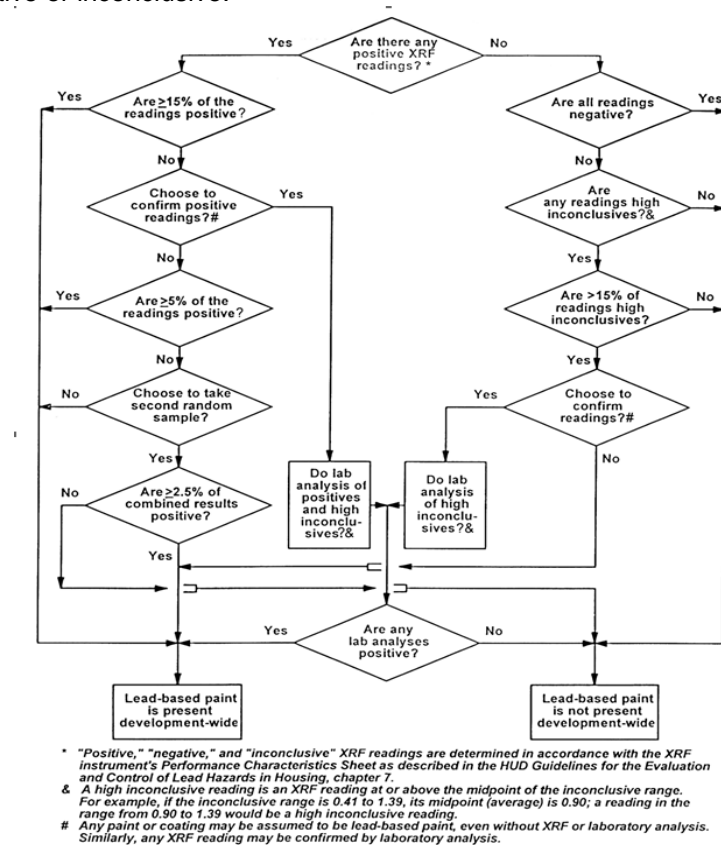 Yes
Are there any
positive XRF
readings? *
No
Yes
Are ≥15% of the
readings positive?
Are all readings
negative?
Yes
No
No
Choose to
confirm positive
readings?#
Yes
Are
any readings high
inconclusives?&
No
No
Yes
Yes
Are ≥5% of the
readings positive?
Are >15% of
readings high
inconclusives?
No
No
Yes
No
Choose to take
second random
sample?
Yes
Choose to
confirm
readings?#
Yes
No
No
Are ≥2.5% of
combined results
positive?
Do lab
analysis of
positives
and high
inconclu-
sives?&
Do lab
analysis
of high
inconclu-
sives?&
Yes
Yes
Are any
lab analyses
positive?
No
Lead-based paint
is present
development-wide
Lead-based paint
is not present
development-wide
* "Positive," "negative," and "inconclusive" XRF readings are determined in accordance with the XRF
instrument's Performance Characteristics Sheet as described in the HUD Guidelines for the Evaluation
and Control of Lead Hazards in Housing, chapter 7.
& A high inconclusive reading is an XRF reading at or above the midpoint of the inconclusive range.
For example, if the inconclusive range is 0.41 to 1.39, its midpoint (average) is 0.90; a reading in the
range from 0.90 to 1.39 would be a high inconclusive reading.
# Any paint or coating may be assumed to be lead-based paint, even without XRF or laboratory analysis.
Similarly, any XRF reading may be confirmed by laboratory analysis.